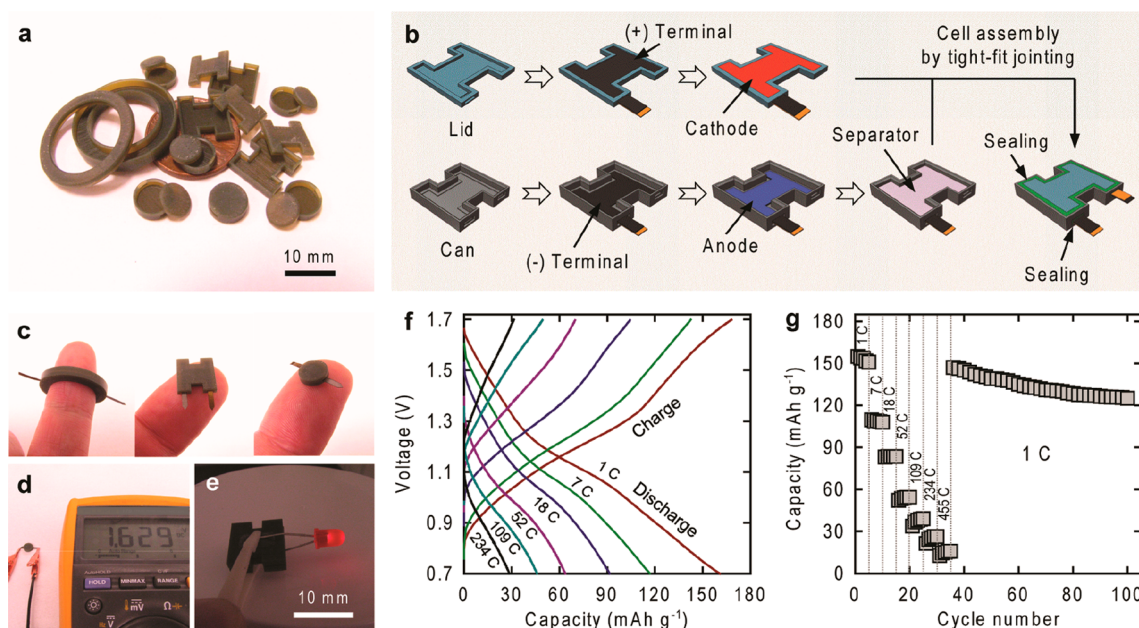 a
10 mm
b
(+) Terminal
Cell assembly
by tight-fit jointing
Lid
Cathode
Separator
Sealing
Can
(-) Terminal
Anode
Sealing
c
d
1.629
HOLD
MINMAX
RANGE
mV
V
Ω
e
10 mm
f
1.7
1.5
1.3
1.1
0.9
0.7
Voltage (V)
Charge
Discharge
1 C
7 C
18 C
52 C
109 C
234 C
0 30 60 90 120 150 180
Capacity (mAh g⁻¹)
g
180
150
120
90
60
30
0
Capacity (mAh g⁻¹)
1 C
7 C
18 C
52 C
109 C
234 C
455 C
1 C
0 20 40 60 80 100
Cycle number